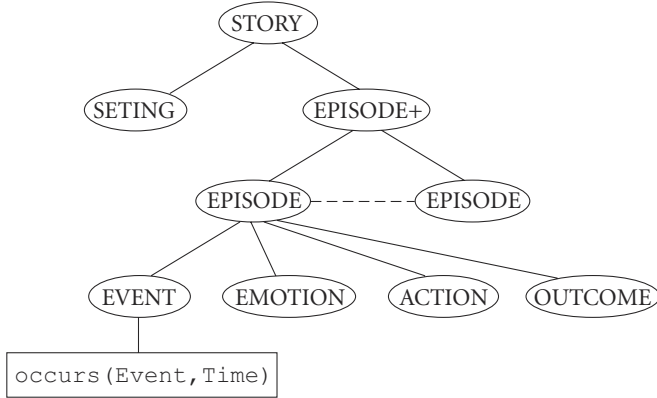 STORY
SETING
EPISODE+
EPISODE
EPISODE
EVENT
EMOTION
ACTION
OUTCOME
occurs(Event,Time)